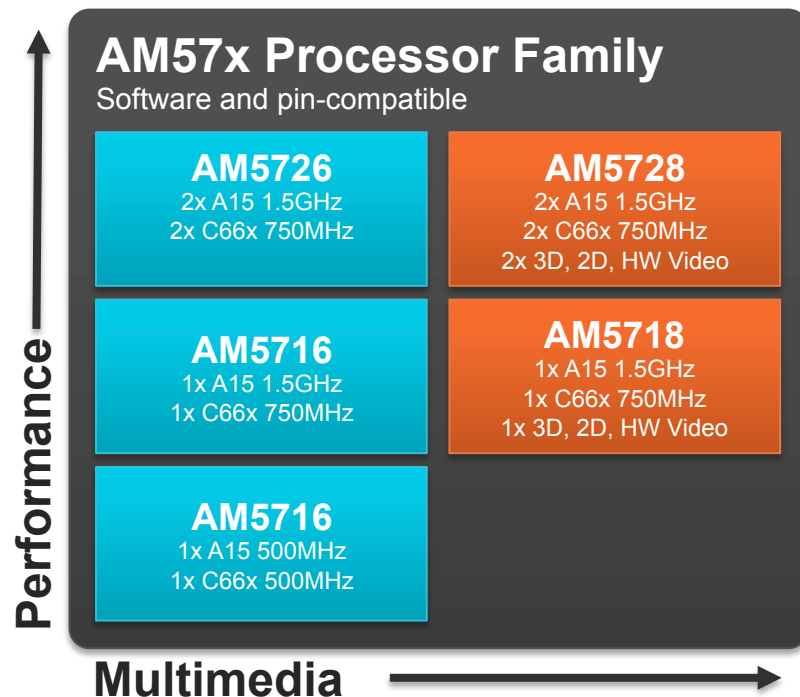 AM57x Processor Family
Software and pin-compatible
AM5726
2x A15 1.5GHz
2x C66x 750MHz
AM5728
2x A15 1.5GHz
2x C66x 750MHz
2x 3D, 2D, HW Video
AM5716
1x A15 1.5GHz
1x C66x 750MHz
AM5718
1x A15 1.5GHz
1x C66x 750MHz
1x 3D, 2D, HW Video
AM5716
1x A15 500MHz
1x C66x 500MHz
Performance
Multimedia